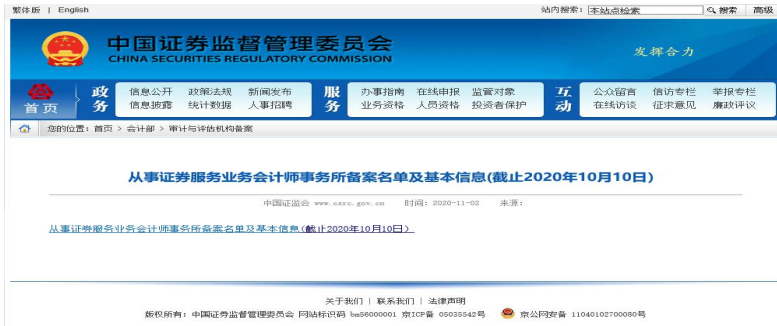 繁体版 | English 站内搜索: 本站点检索 搜索 高级
中国证券监督管理委员会
CHINA SECURITIES REGULATORY COMMISSION
发挥合力
首页 政务 信息公开 政策法规 新闻发布 服务 办事指南 在线申报 监管对象 互动 公众留言 信访专栏 举报专栏
信息披露 统计数据 人事招聘 业务资格 人员资格 投资者保护 在线访谈 征求意见 廉政评议
您的位置: 首页 > 会计部 > 审计与评估机构备案
从事证券服务业务会计师事务所备案名单及基本信息(截止2020年10月10日)
中国证监会 www.csrc.gov.cn 时间: 2020-11-02 来源:
从事证券服务业务会计师事务所备案名单及基本信息(截止2020年10月10日)
关于我们 | 联系我们 | 法律声明
版权所有: 中国证券监督管理委员会 网站标识码 bm56000001 京ICP备 05035542号 京公网安备 11040102700080号